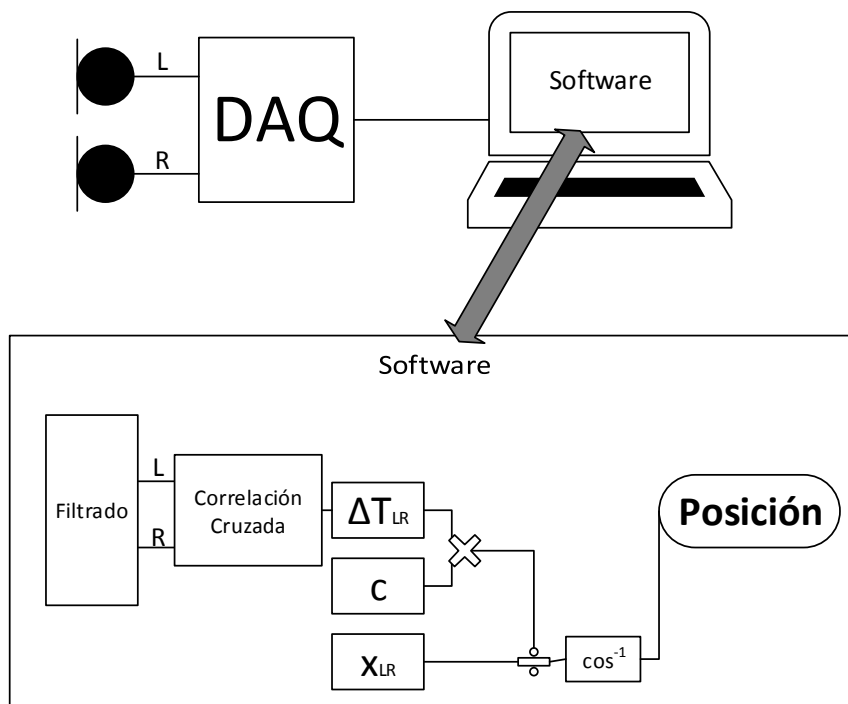 L
R
DAQ
Software
Software
Filtrado
L
R
Correlación
Cruzada
ΔTLR
C
XLR
cos-1
Posición